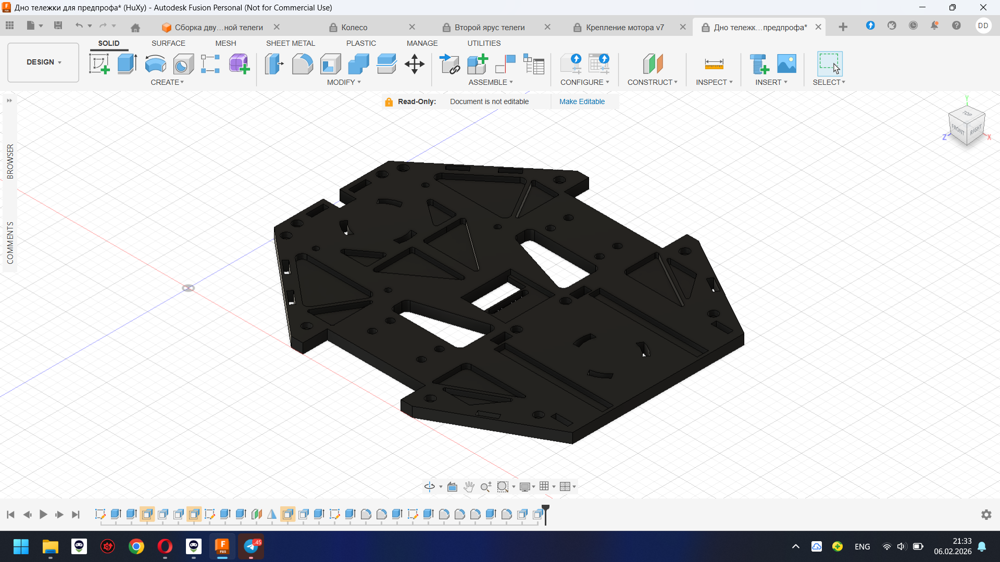 Дно тележки для предпрофа* (HuXy) - Autodesk Fusion Personal (Not for Commercial Use)
Сборка дву...ной телеги
Колесо
Второй ярус телеги
Крепление мотора v7
Дно тележк...предпрофа*
DD
DESIGN
SOLID
SURFACE
MESH
SHEET METAL
PLASTIC
MANAGE
UTILITIES
CREATE
MODIFY
ASSEMBLE
CONFIGURE
CONSTRUCT
INSPECT
INSERT
SELECT
Read-Only:
Document is not editable
Make Editable
BROWSER
COMMENTS
Y
TOP
FRONT
RIGHT
Z
X
F
FUS
45
ENG
21:33
06.02.2026